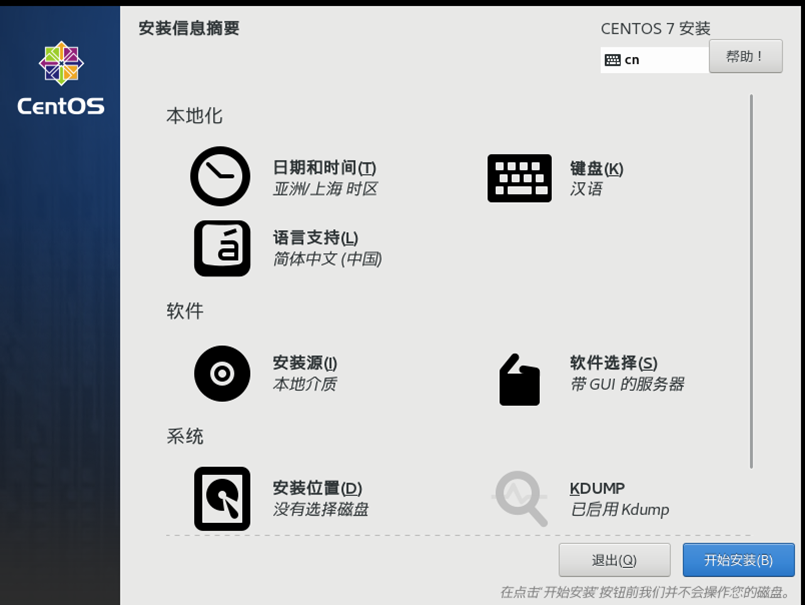 安装信息摘要
CENTOS 7 安装
cn
帮助！
CentOS
本地化
日期和时间(T)
亚洲/上海 时区
键盘(K)
汉语
á
语言支持(L)
简体中文 (中国)
软件
安装源(I)
本地介质
软件选择(S)
带 GUI 的服务器
系统
安装位置(D)
没有选择磁盘
KDUMP
已启用 Kdump
退出(Q)
开始安装(B)
在点击“开始安装”按钮前我们并不会操作您的磁盘。